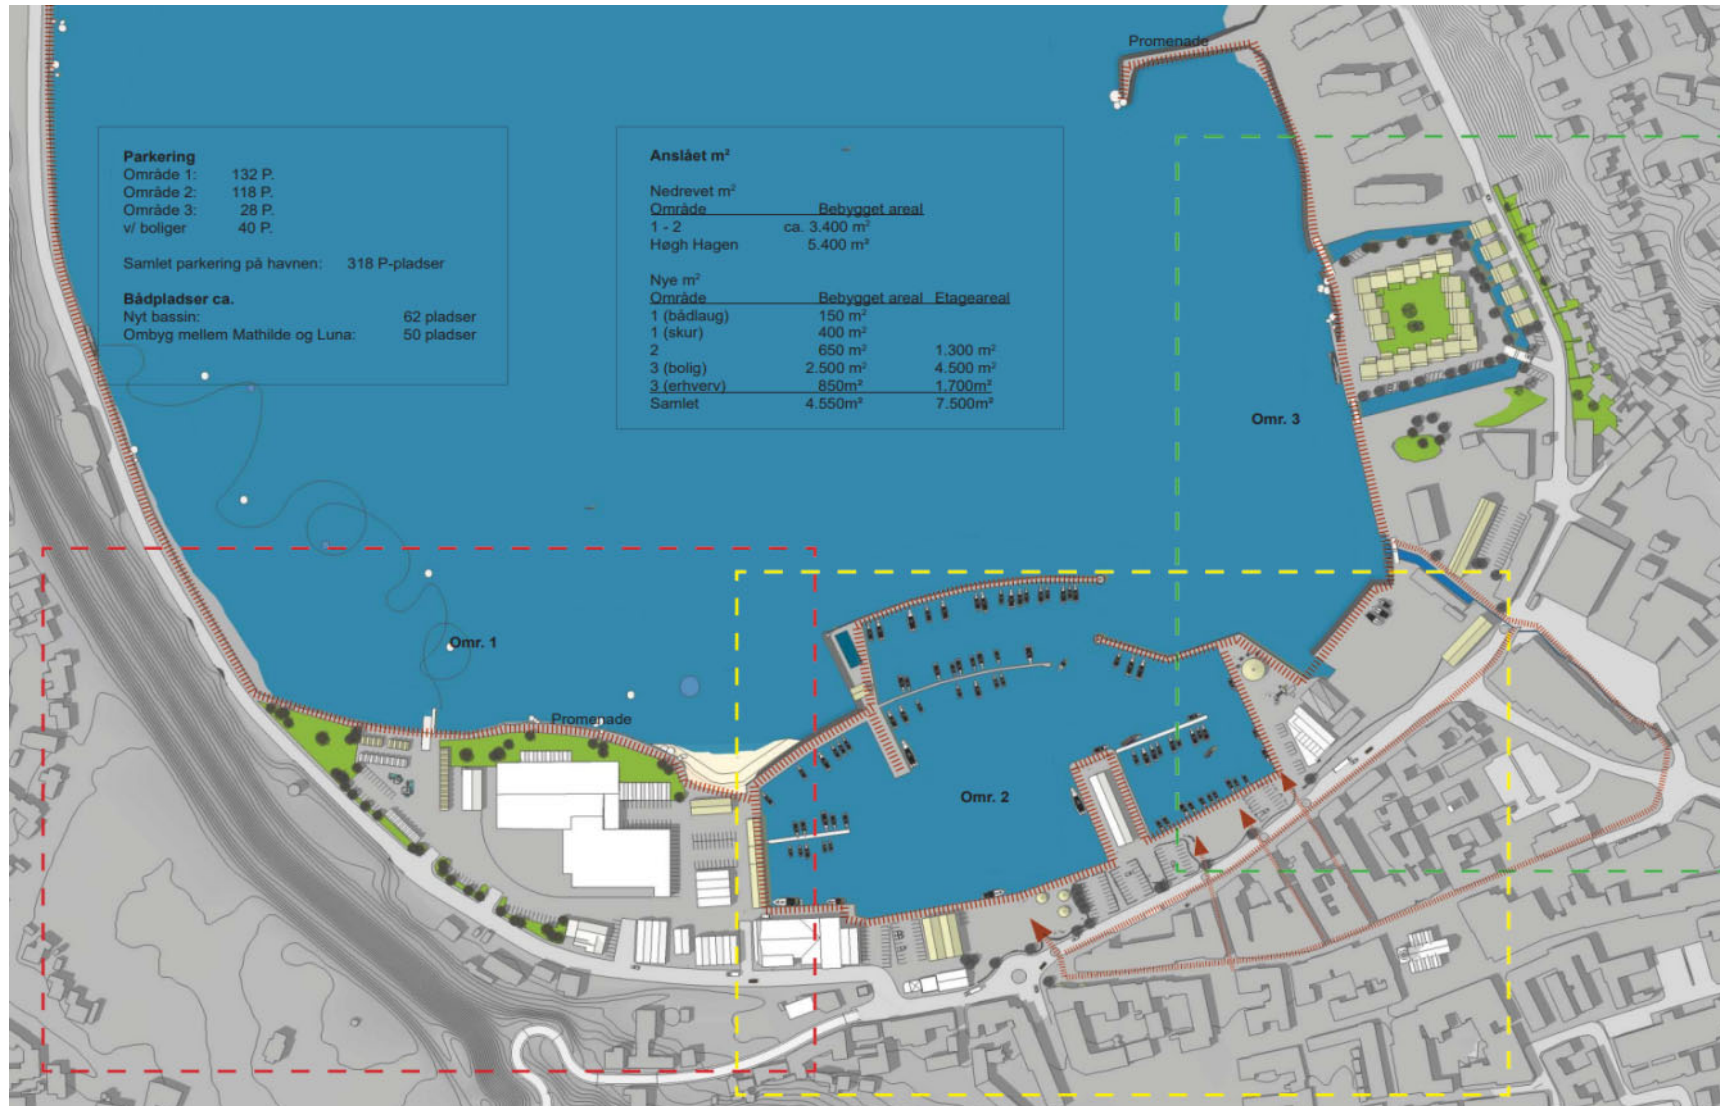 Promenade
Parkering
Område 1: 132 P.
Område 2: 118 P.
Område 3: 28 P.
v/ boliger 40 P.
Samlet parkering på havnen: 318 P-pladser
Bådpladser ca.
Nyt bassin: 62 pladser
Ombyg mellem Mathilde og Luna: 50 pladser
Anslået m²
Nedrevet m²
Område Bebygget areal
1 - 2 ca. 3.400 m²
Høgh Hagen 5.400 m²
Nye m²
Område Bebygget areal Etageareal
1 (bådlaug) 150 m²
1 (skur) 400 m²
2 650 m² 1.300 m²
3 (bolig) 2.500 m² 4.500 m²
3 (erhverv) 850m² 1.700m²
Samlet 4.550m² 7.500m²
Omr. 3
Omr. 1
Promenade
Omr. 2